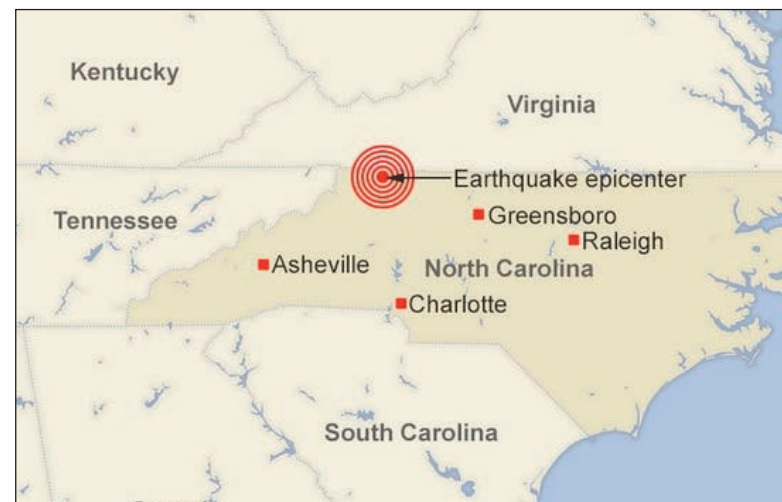 Kentucky
Virginia
Earthquake epicenter
Tennessee
Greensboro
Raleigh
Asheville
North Carolina
Charlotte
South Carolina